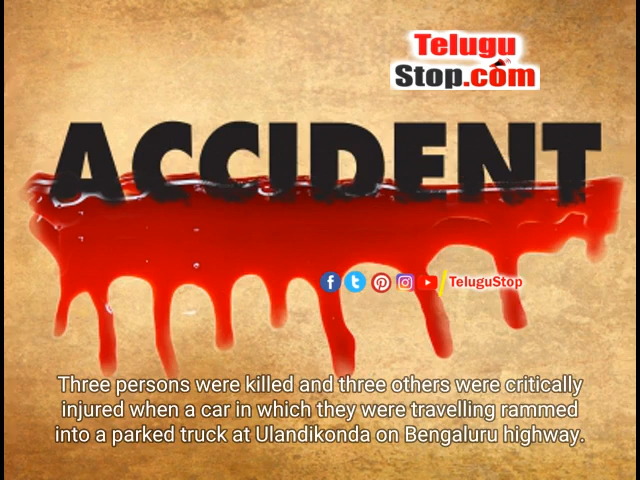 Telugu
Stop.com
ACCIDENT
TeluguStop
Three persons were killed and three others were critically
injured when a car in which they were travelling rammed
into a parked truck at Ulandikonda on Bengaluru highway.